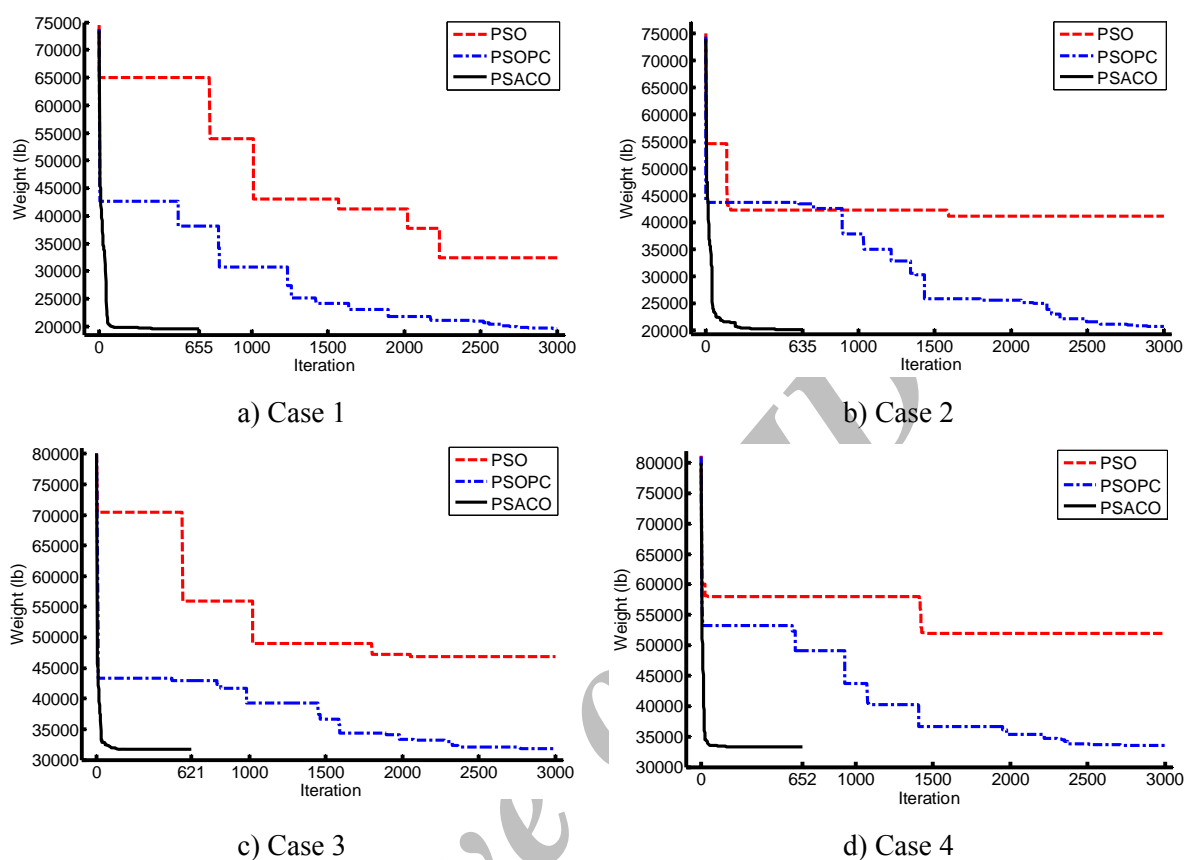 75000
70000
65000
60000
55000
50000
45000
40000
35000
30000
25000
20000
Weight (lb)
PSO
PSOPC
PSACO
0 655 1000 1500 2000 2500 3000
Iteration
a) Case 1
75000
70000
65000
60000
55000
50000
45000
40000
35000
30000
25000
20000
Weight (lb)
PSO
PSOPC
PSACO
0 635 1000 1500 2000 2500 3000
Iteration
b) Case 2
80000
75000
70000
65000
60000
55000
50000
45000
40000
35000
30000
Weight (lb)
PSO
PSOPC
PSACO
0 621 1000 1500 2000 2500 3000
Iteration
c) Case 3
80000
75000
70000
65000
60000
55000
50000
45000
40000
35000
30000
Weight (lb)
PSO
PSOPC
PSACO
0 652 1000 1500 2000 2500 3000
Iteration
d) Case 4